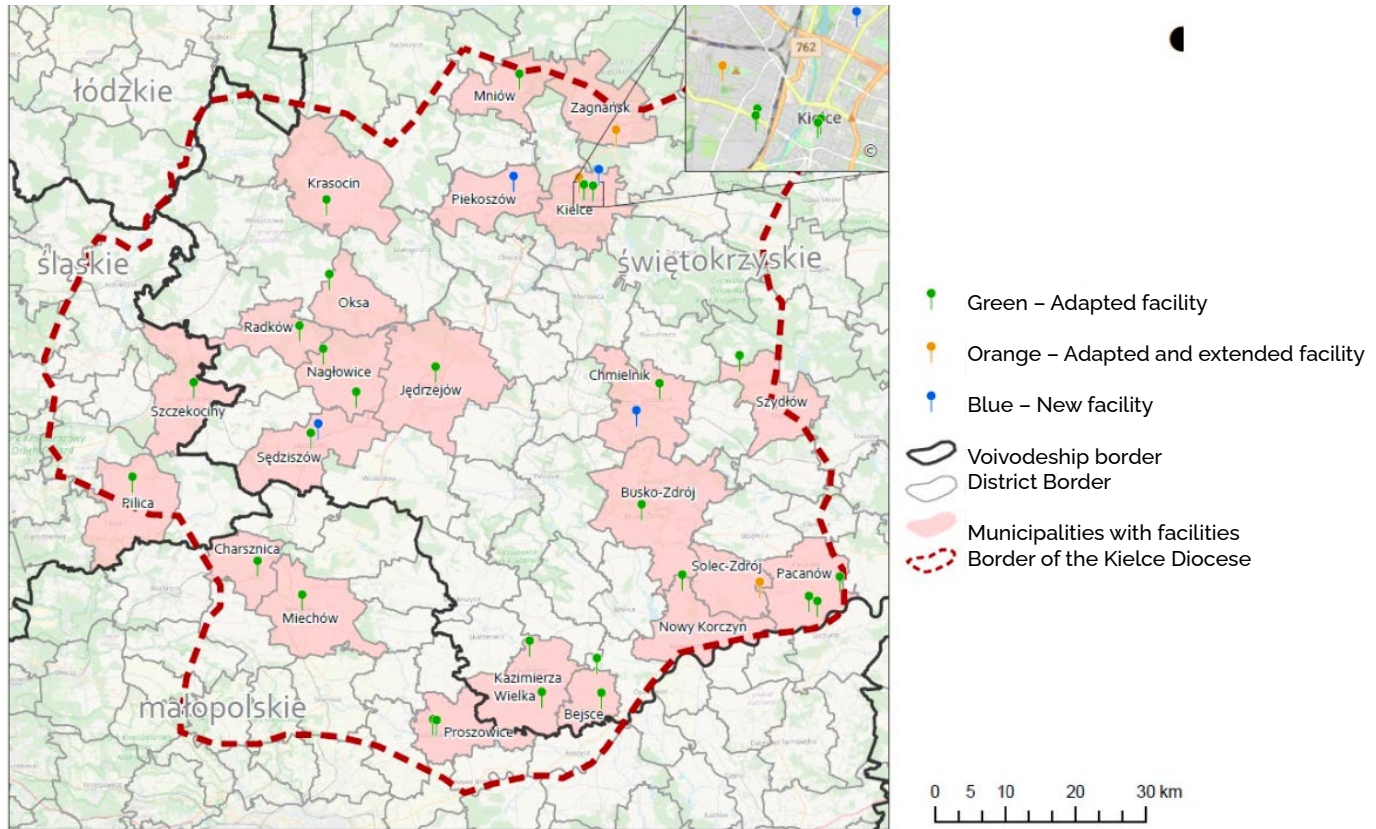 łódzkie
Mniów
Zagnańsk
762
Kielce
©
Krasocin
Piekoszów
Kielce
śląskie
świętokrzyskie
Oksa
Radków
Nagłowice
Jędrzejów
Chmielnik
Szydłów
Szczekociny
Sędziszów
Pilica
Busko-Zdrój
Charsznica
Solec-Zdrój
Pacanów
Miechów
Nowy Korczyn
Kazimierza
Wielka
Bejsce
małopolskie
Proszowice
Green – Adapted facility
Orange – Adapted and extended facility
Blue – New facility
Voivodeship border
District Border
Municipalities with facilities
Border of the Kielce Diocese
0 5 10 20 30 km